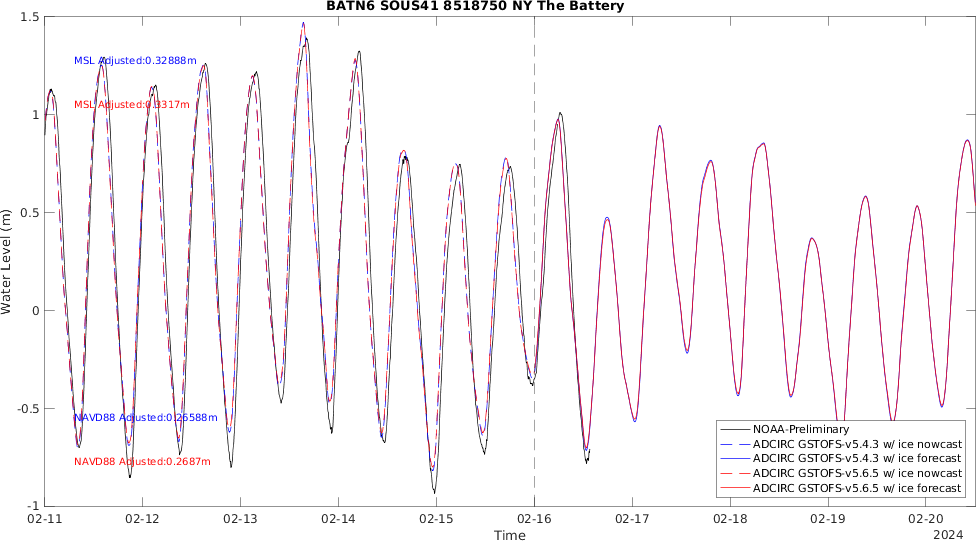 BATN6 SOUS41 8518750 NY The Battery
1.5
MSL Adjusted:0.32888m
MSL Adjusted:0.3317m
1
0.5
Water Level (m)
0
-0.5
NAVD88 Adjusted:0.26588m
NAVD88 Adjusted:0.2687m
-1
NOAA-Preliminary
ADCIRC GSTOFS-v5.4.3 w/ ice nowcast
ADCIRC GSTOFS-v5.4.3 w/ ice forecast
ADCIRC GSTOFS-v5.6.5 w/ ice nowcast
ADCIRC GSTOFS-v5.6.5 w/ ice forecast
02-11 02-12 02-13 02-14 02-15 02-16 02-17 02-18 02-19 02-20
Time
2024